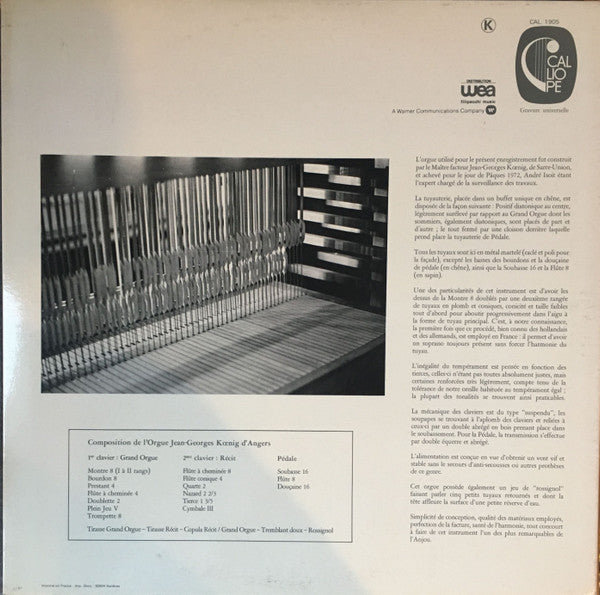 K
CAL 1905
CAL
LIO
PE
Gravure universelle
DISTRIBUTION
wea
filipacchi music
A Warner Communications Company
L'orgue utilisé pour le présent enregistrement fut construit
par le Maître facteur Jean-Georges Kœnig, de Sarre-Union,
et achevé pour le jour de Pâques 1972, André Isoir étant
l'expert chargé de la surveillance des travaux.
La tuyauterie, placée dans un buffet unique en chêne, est
disposée de la façon suivante : Positif diatonique au centre,
légèrement surélevé par rapport au Grand Orgue dont les
sommiers, également diatoniques, sont placés de part et
d'autre ; le tout fermé par une cloison derrière laquelle
prend place la tuyauterie de Pédale.
Tous les tuyaux sont ici en métal martelé (raclé et poli pour
la façade), excepté les basses des bourdons et la douçaine
de pédale (en chêne), ainsi que la Soubasse 16 et la Flûte 8
(en sapin).
Une des particularités de cet instrument est d'avoir les
dessus de la Montre 8 doublés par une deuxième rangée
de tuyaux en plomb et coniques, conicité et taille faibles
tout d'abord pour aboutir progressivement dans l'aigu à
la forme de tuyau principal. C'est, à notre connaissance,
la première fois que ce procédé, bien connu des hollandais
et des allemands, est employé en France : il permet d'avoir
un soprano toujours présent sans forcer l'harmonie du
tuyau.
L'inégalité du tempérament est pensée en fonction des
tierces, celles-ci n'étant pas toutes absolument justes, mais
certaines renforcées très légèrement, compte tenu de la
tolérance de notre oreille habituée au tempérament égal ;
la plupart des tonalités se trouvent ainsi praticables.
La mécanique des claviers est du type "suspendu", les
soupapes se trouvant à l'aplomb des claviers et reliées à
ceux-ci par un double abrégé en bois prenant place dans
le soubassement. Pour la Pédale, la transmission s'effectue
par double équerre et abrégé.
L'alimentation est conçue en vue d'obtenir un vent vif et
stable sans le secours d'anti-secousses ou autres prothèses
de ce genre.
Cet orgue possède également un jeu de "rossignol"
faisant parler cinq petits tuyaux retournés et dont la
tête affleure la surface d'une petite réserve d'eau.
Simplicité de conception, qualité des matériaux employés,
perfection de la facture, santé de l'harmonie, tout concourt
à faire de cet instrument l'un des plus remarquables de
l'Anjou.
Composition de l'Orgue Jean-Georges Kœnig d'Angers
1er clavier : Grand Orgue
Montre 8 (I à II rangs)
Bourdon 8
Prestant 4
Flûte à cheminée 4
Doublette 2
Plein Jeu V
Trompette 8
2me clavier : Récit
Flûte à cheminée 8
Flûte conique 4
Quarte 2
Nazard 2 2/3
Tierce 1 3/5
Cymbale III
Pédale
Soubasse 16
Flûte 8
Douçaine 16
Tirasse Grand Orgue – Tirasse Récit – Copula Récit / Grand Orgue – Tremblant doux – Rossignol